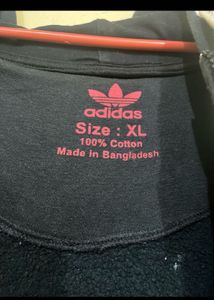 adidas
Size : XL
100% Cotton
Made in Bangladesh